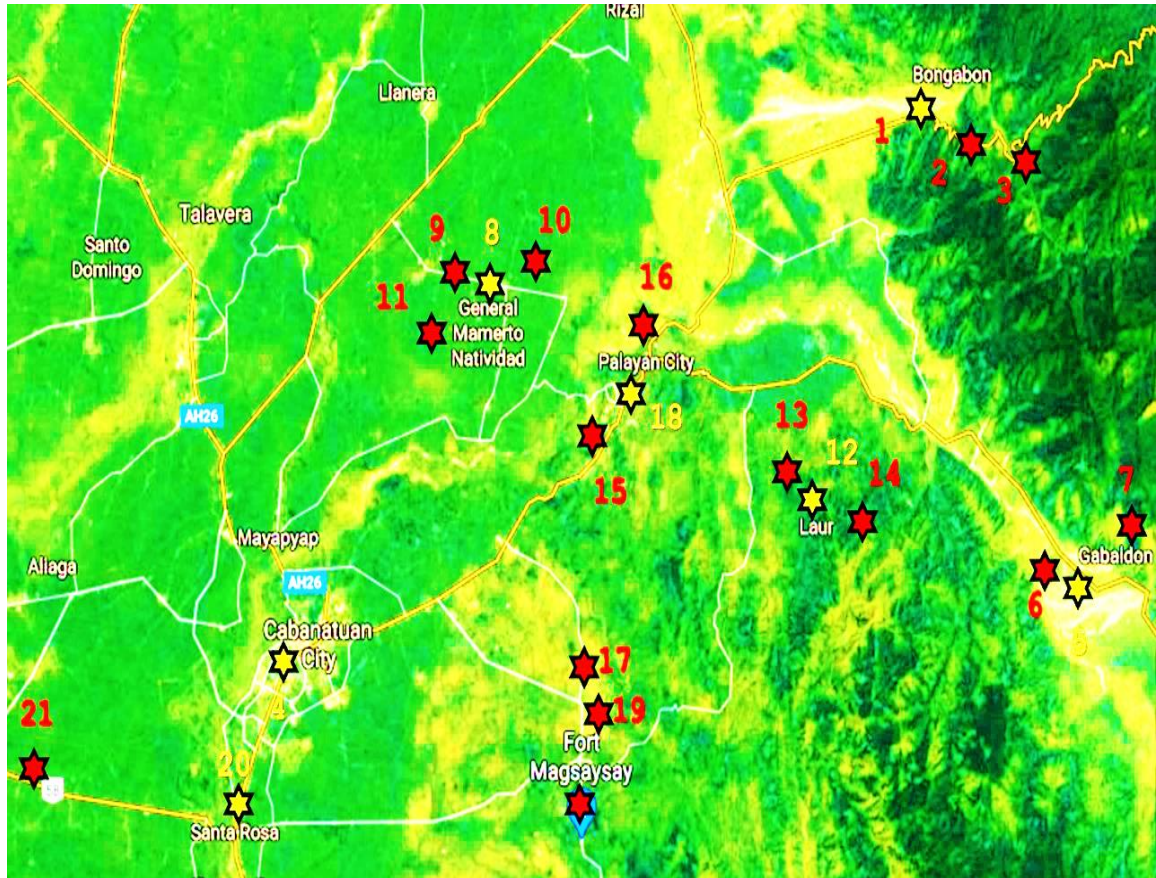 Rizal
Bongabon
Llanera
1
2
3
Talavera
Santo
Domingo
9
8
10
11
General
Mamerto
Natividad
16
Palayan City
AH26
18
13
12
14
15
Laur
7
Mayapyap
Gabaldon
Aliaga
AH26
6
Cabanatuan
City
5
17
4
19
21
Fort
Magsaysay
20
Santa Rosa